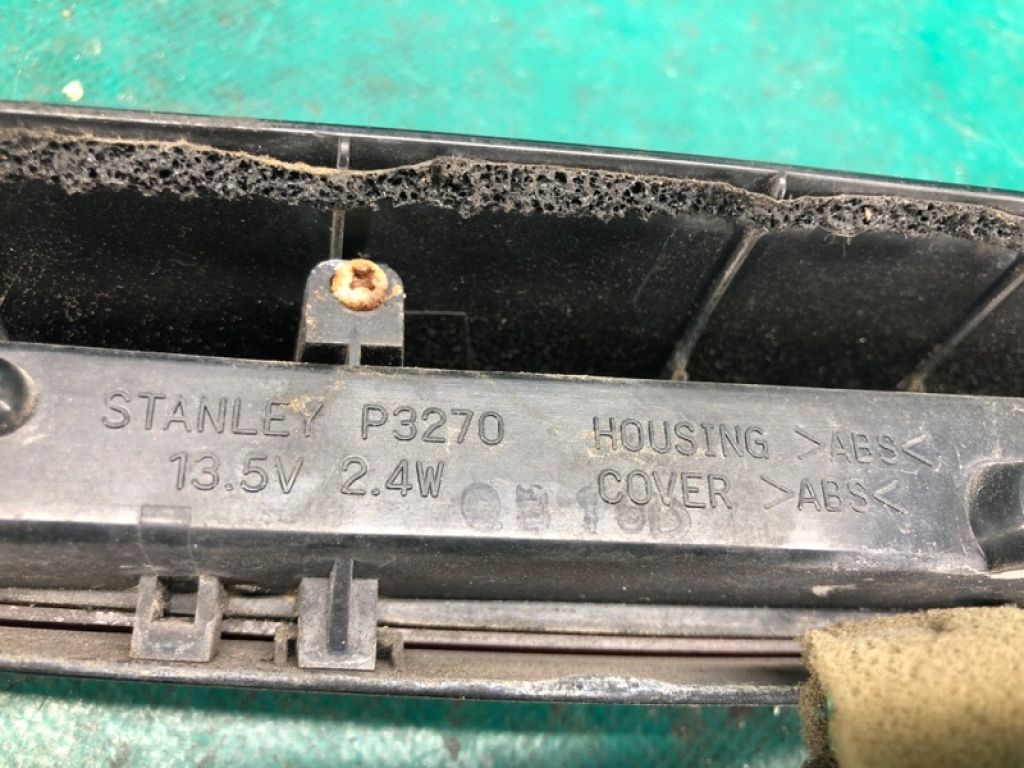 STANLEY P3270 HOUSING >ABS<
13.5V 2.4W COVER >ABS<